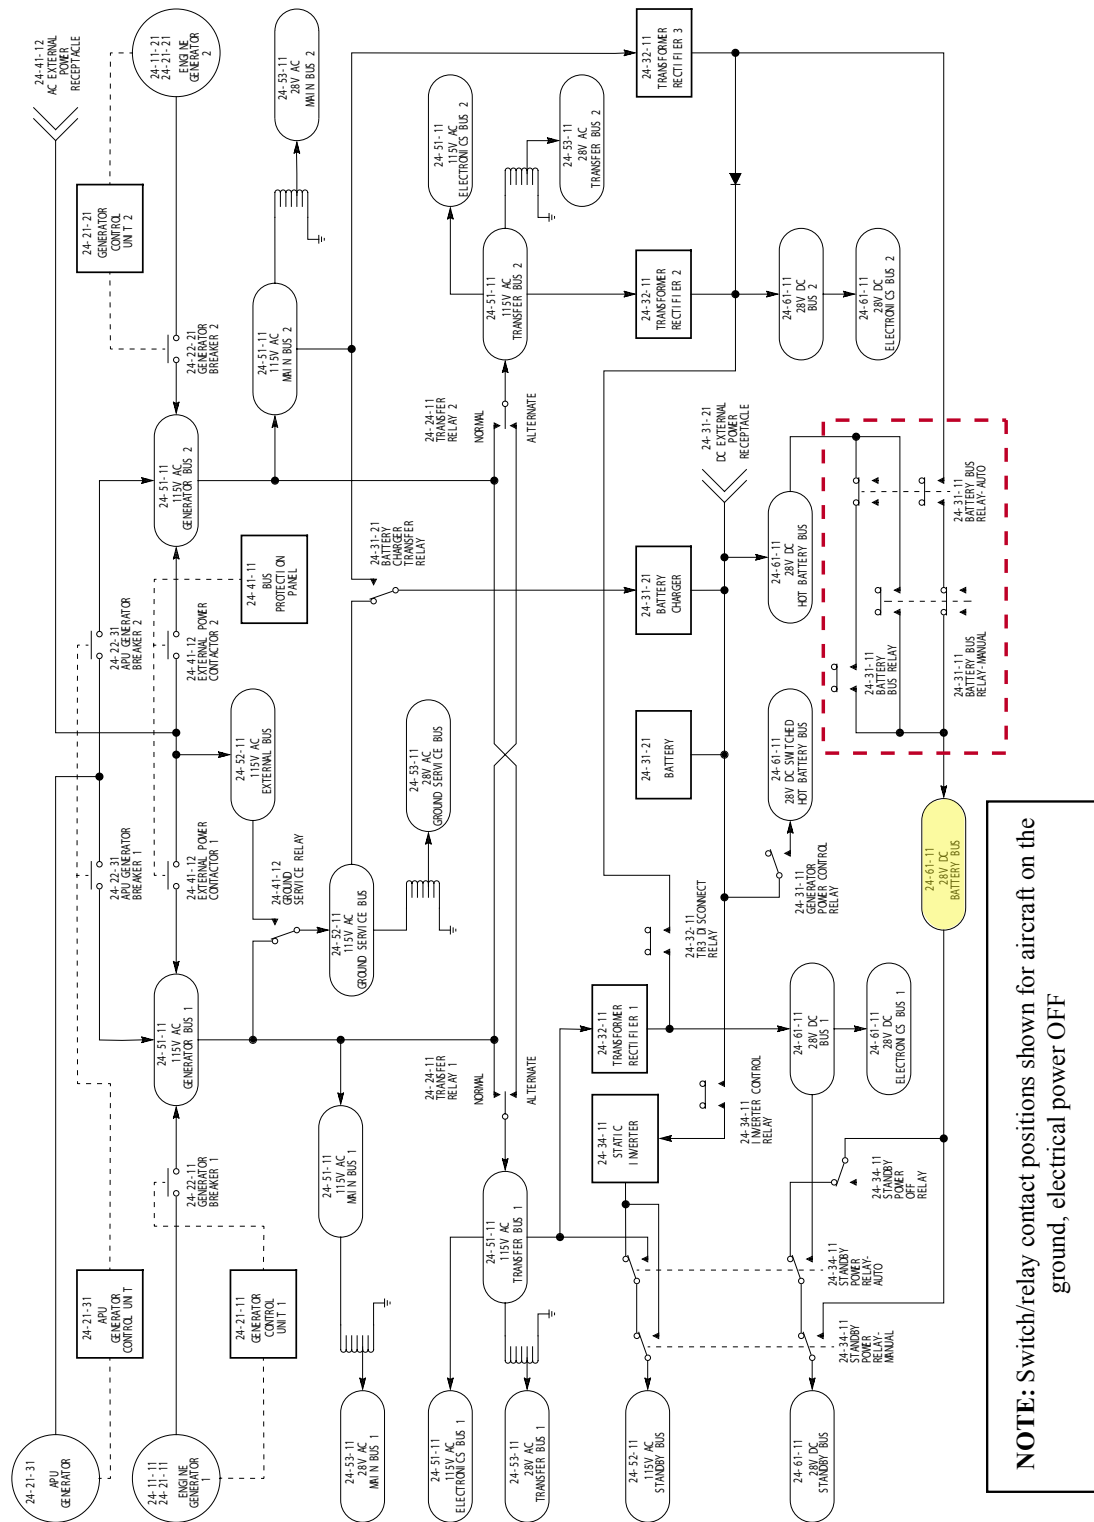 24-41-12
AC EXTERNAL
POWER
RECEPTACLE
24-11-21
24-21-21
ENGINE
GENERATOR
2
24-21-21
GENERATOR
CONTROL
UNIT 2
24-53-11
28V AC
MAIN BUS 2
24-32-11
TRANSFORMER
RECTIFIER 3
24-51-11
115V AC
ELECTRONICS BUS 2
24-53-11
28V AC
TRANSFER BUS 2
24-22-21
GENERATOR
BREAKER 2
24-51-11
115V AC
MAIN BUS 2
24-51-11
115V AC
TRANSFER BUS 2
24-32-11
TRANSFORMER
RECTIFIER 2
24-61-11
28V DC
BUS 2
24-61-11
28V DC
ELECTRONICS BUS 2
24-51-11
115V AC
GENERATOR BUS 2
24-24-11
TRANSFER
RELAY 2
NORMAL
ALTERNATE
24-31-21
DC EXTERNAL
POWER
RECEPTACLE
24-22-31
APU GENERATOR
BREAKER 2
24-41-12
EXTERNAL POWER
CONTACTOR 2
24-41-11
BUS
PROTECTION
PANEL
24-31-21
BATTERY
CHARGER
TRANSFER
RELAY
24-31-21
BATTERY
CHARGER
24-61-11
28V DC
HOT BATTERY BUS
24-31-11
BATTERY BUS
RELAY-AUTO
24-31-11
BATTERY
BUS RELAY
24-31-11
BATTERY BUS
RELAY-MANUAL
24-52-11
115V AC
EXTERNAL BUS
24-53-11
28V AC
GROUND SERVICE BUS
24-31-21
BATTERY
24-61-11
28V DC SWITCHED
HOT BATTERY BUS
24-22-31
APU GENERATOR
BREAKER 1
24-41-12
EXTERNAL POWER
CONTACTOR 1
24-41-12
GROUND
SERVICE RELAY
24-52-11
115V AC
GROUND SERVICE BUS
24-32-11
TR3 DISCONNECT
RELAY
24-31-11
GENERATOR
POWER CONTROL
RELAY
24-61-11
28V DC
BATTERY BUS
24-51-11
115V AC
GENERATOR BUS 1
24-24-11
TRANSFER
RELAY 1
NORMAL
ALTERNATE
24-32-11
TRANSFORMER
RECTIFIER 1
24-61-11
28V DC
BUS 1
24-61-11
28V DC
ELECTRONICS BUS 1
24-22-11
GENERATOR
BREAKER 1
24-51-11
115V AC
MAIN BUS 1
24-51-11
115V AC
TRANSFER BUS 1
24-34-11
STATIC
INVERTER
24-34-11
INVERTER CONTROL
RELAY
24-34-11
STANDBY
POWER
OFF
RELAY
24-21-31
APU
GENERATOR
CONTROL UNIT
24-21-11
GENERATOR
CONTROL
UNIT 1
24-34-11
STANDBY
POWER
RELAY-
AUTO
24-34-11
STANDBY
POWER
RELAY-
MANUAL
24-21-31
APU
GENERATOR
24-11-11
24-21-11
ENGINE
GENERATOR
1
24-53-11
28V AC
MAIN BUS 1
24-51-11
115V AC
ELECTRONICS BUS 1
24-53-11
28V AC
TRANSFER BUS 1
24-52-11
115V AC
STANDBY BUS
24-61-11
28V DC
STANDBY BUS
NOTE: Switch/relay contact positions shown for aircraft on the
ground, electrical power OFF